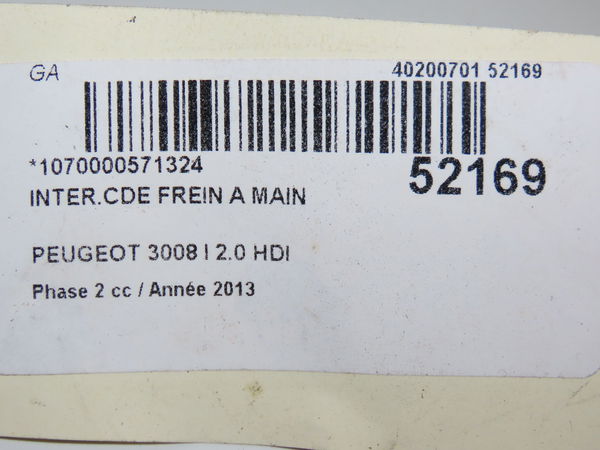 GA 40200701 52169
*1070000571324 52169
INTER.CDE FREIN A MAIN
PEUGEOT 3008 I 2.0 HDI
Phase 2 cc / Année 2013